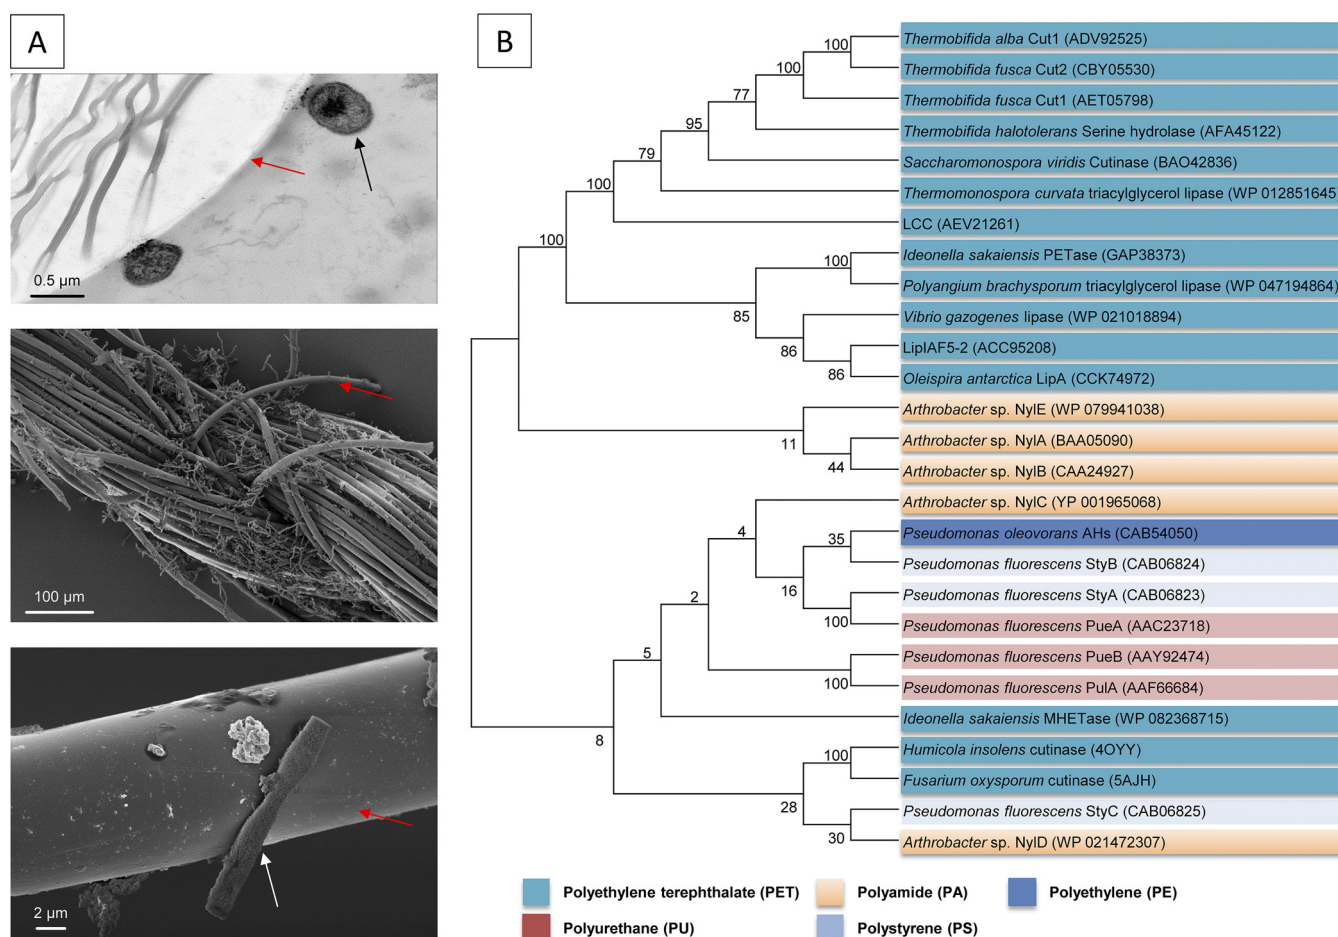 A
0.5 µm
100 µm
2 µm
B
100
Thermobifida alba Cut1 (ADV92525)
100
Thermobifida fusca Cut2 (CBY05530)
77
Thermobifida fusca Cut1 (AET05798)
95
Thermobifida halotolerans Serine hydrolase (AFA45122)
79
Saccharomonospora viridis Cutinase (BAO42836)
100
Thermomonospora curvata triacylglycerol lipase (WP 012851645)
LCC (AEV21261)
100
100
Ideonella sakaiensis PETase (GAP38373)
Polyangium brachysporum triacylglycerol lipase (WP 047194864)
85
Vibrio gazogenes lipase (WP 021018894)
86
LipIAF5-2 (ACC95208)
86
Oleispira antarctica LipA (CCK74972)
Arthrobacter sp. NylE (WP 079941038)
11
Arthrobacter sp. NylA (BAA05090)
44
Arthrobacter sp. NylB (CAA24927)
Arthrobacter sp. NylC (YP 001965068)
4
35
Pseudomonas oleovorans AHs (CAB54050)
Pseudomonas fluorescens StyB (CAB06824)
16
2
Pseudomonas fluorescens StyA (CAB06823)
100
Pseudomonas fluorescens PueA (AAC23718)
5
Pseudomonas fluorescens PueB (AAY92474)
100
Pseudomonas fluorescens PulA (AAF66684)
Ideonella sakaiensis MHETase (WP 082368715)
8
100
Humicola insolens cutinase (4OYY)
Fusarium oxysporum cutinase (5AJH)
28
Pseudomonas fluorescens StyC (CAB06825)
30
Arthrobacter sp. NylD (WP 021472307)
Polyethylene terephthalate (PET)
Polyamide (PA)
Polyethylene (PE)
Polyurethane (PU)
Polystyrene (PS)